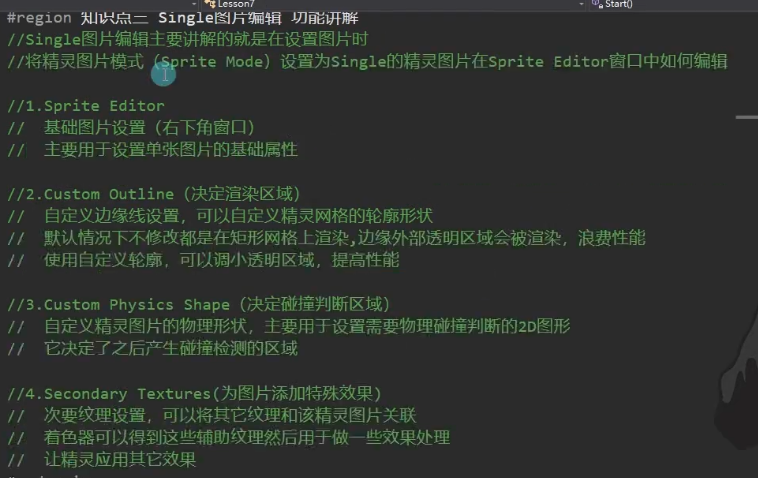 Lesson7 Start()
#region 知识点三 Single图片编辑 功能讲解
//Single图片编辑主要讲解的就是在设置图片时
//将精灵图片模式（Sprite Mode）设置为Single的精灵图片在Sprite Editor窗口中如何编辑
//1.Sprite Editor
//  基础图片设置（右下角窗口）
//  主要用于设置单张图片的基础属性
//2.Custom Outline（决定渲染区域）
//  自定义边缘线设置，可以自定义精灵网格的轮廓形状
//  默认情况下不修改都是在矩形网格上渲染,边缘外部透明区域会被渲染，浪费性能
//  使用自定义轮廓，可以调小透明区域，提高性能
//3.Custom Physics Shape（决定碰撞判断区域）
//  自定义精灵图片的物理形状，主要用于设置需要物理碰撞判断的2D图形
//  它决定了之后产生碰撞检测的区域
//4.Secondary Textures(为图片添加特殊效果)
//  次要纹理设置，可以将其它纹理和该精灵图片关联
//  着色器可以得到这些辅助纹理然后用于做一些效果处理
//  让精灵应用其它效果